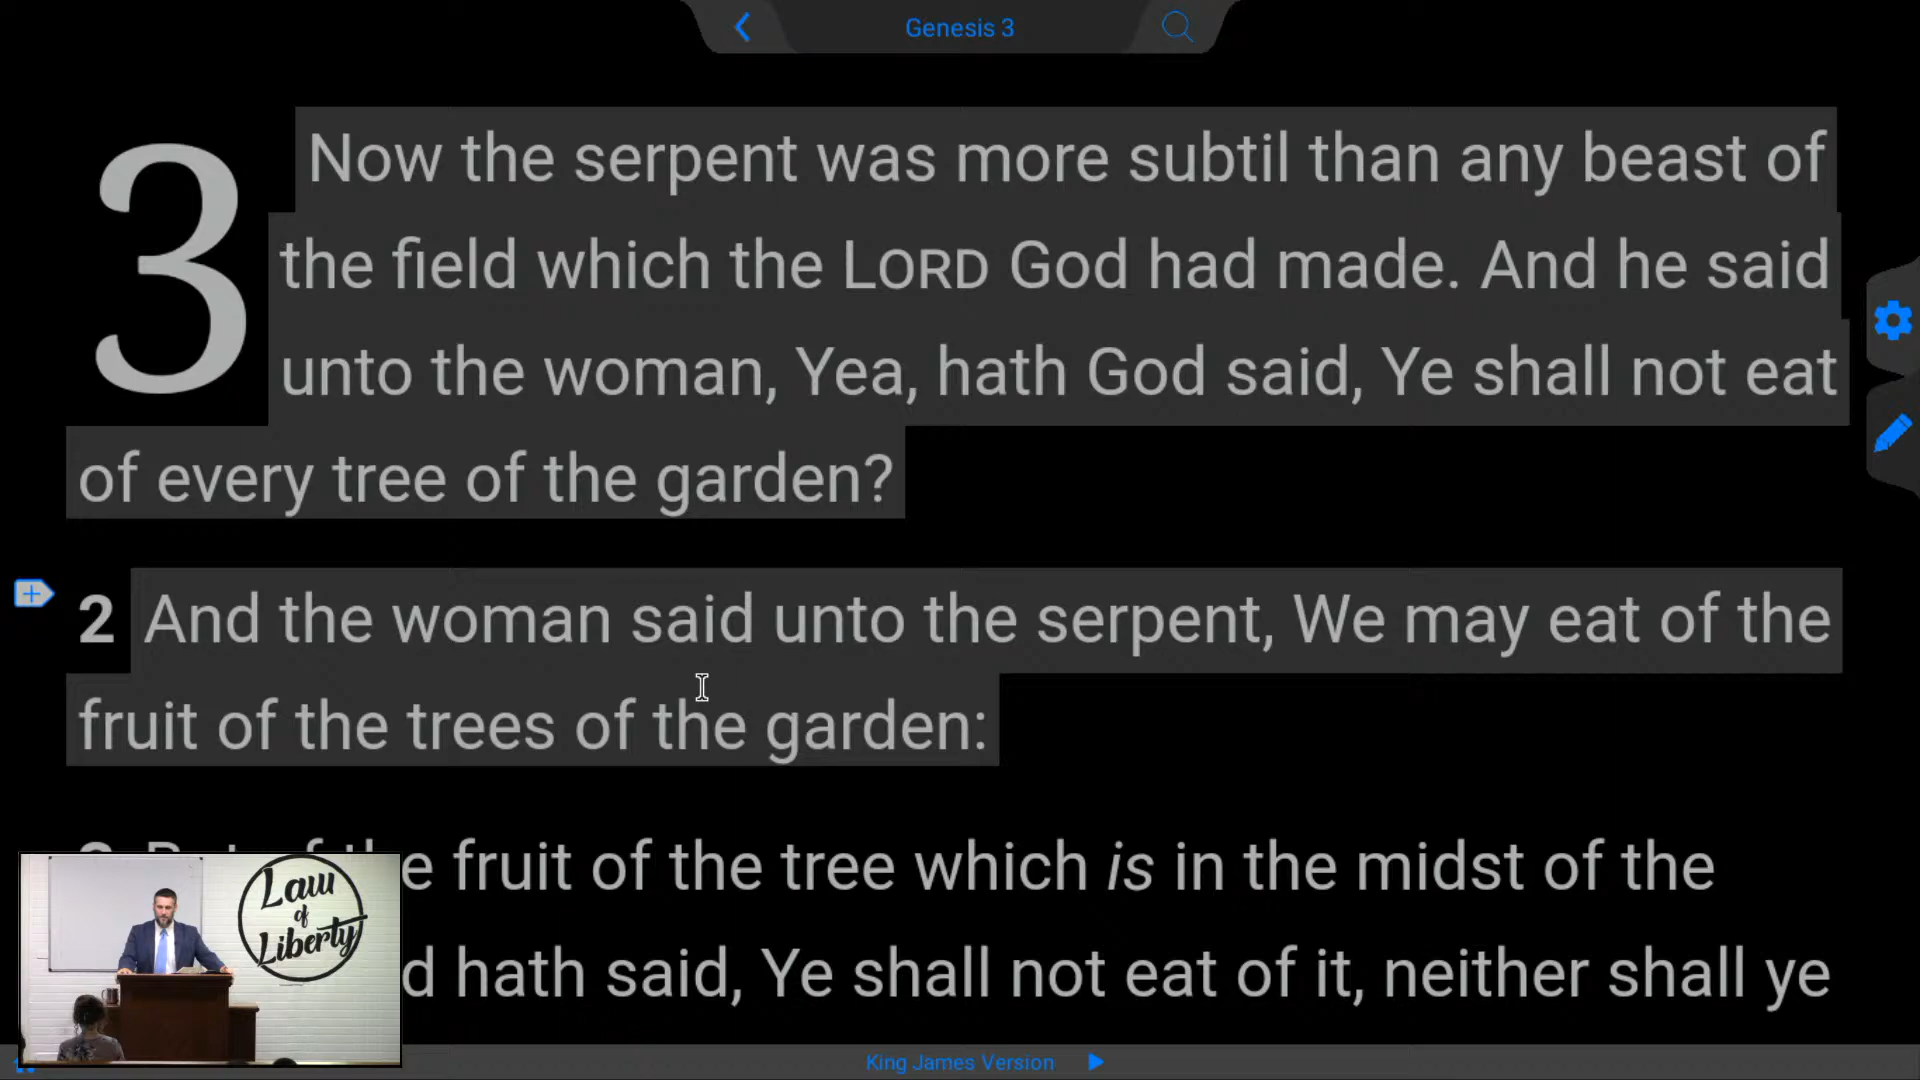 Genesis 3
3 Now the serpent was more subtil than any beast of
the field which the LORD God had made. And he said
unto the woman, Yea, hath God said, Ye shall not eat
of every tree of the garden?
2 And the woman said unto the serpent, We may eat of the
fruit of the trees of the garden:
fruit of the tree which is in the midst of the
hath said, Ye shall not eat of it, neither shall ye
Law
of
Liberty
King James Version